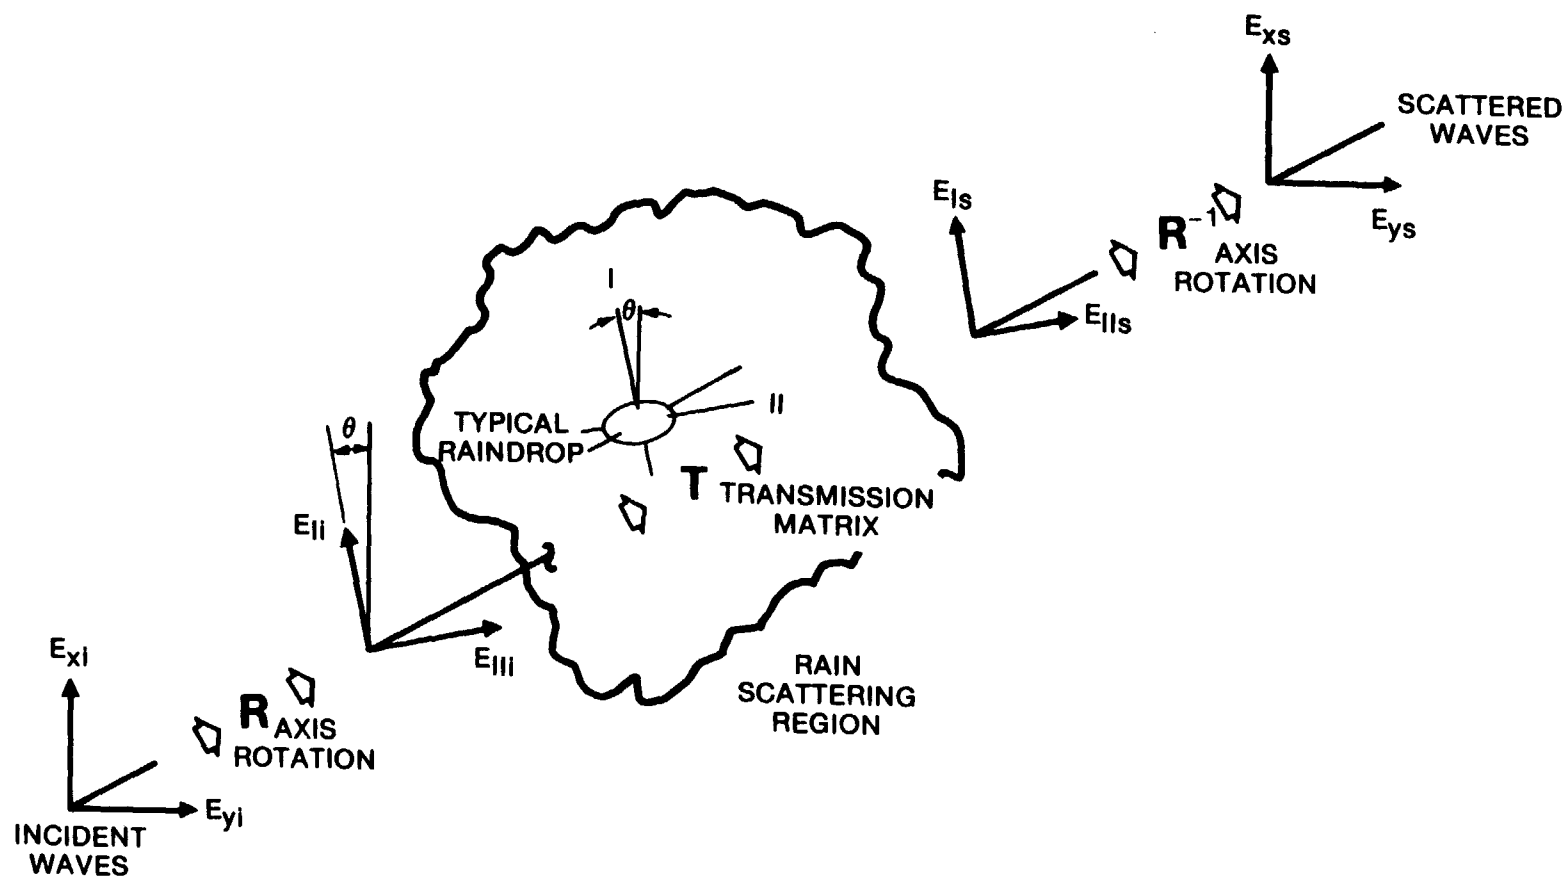 Exs
SCATTERED
WAVES
EIs
R-1
AXIS
ROTATION
Eys
I
θ
EIIs
TYPICAL
RAINDROP
II
θ
T TRANSMISSION
MATRIX
EIi
EIIi
Exi
RAIN
SCATTERING
REGION
R AXIS
ROTATION
Eyi
INCIDENT
WAVES